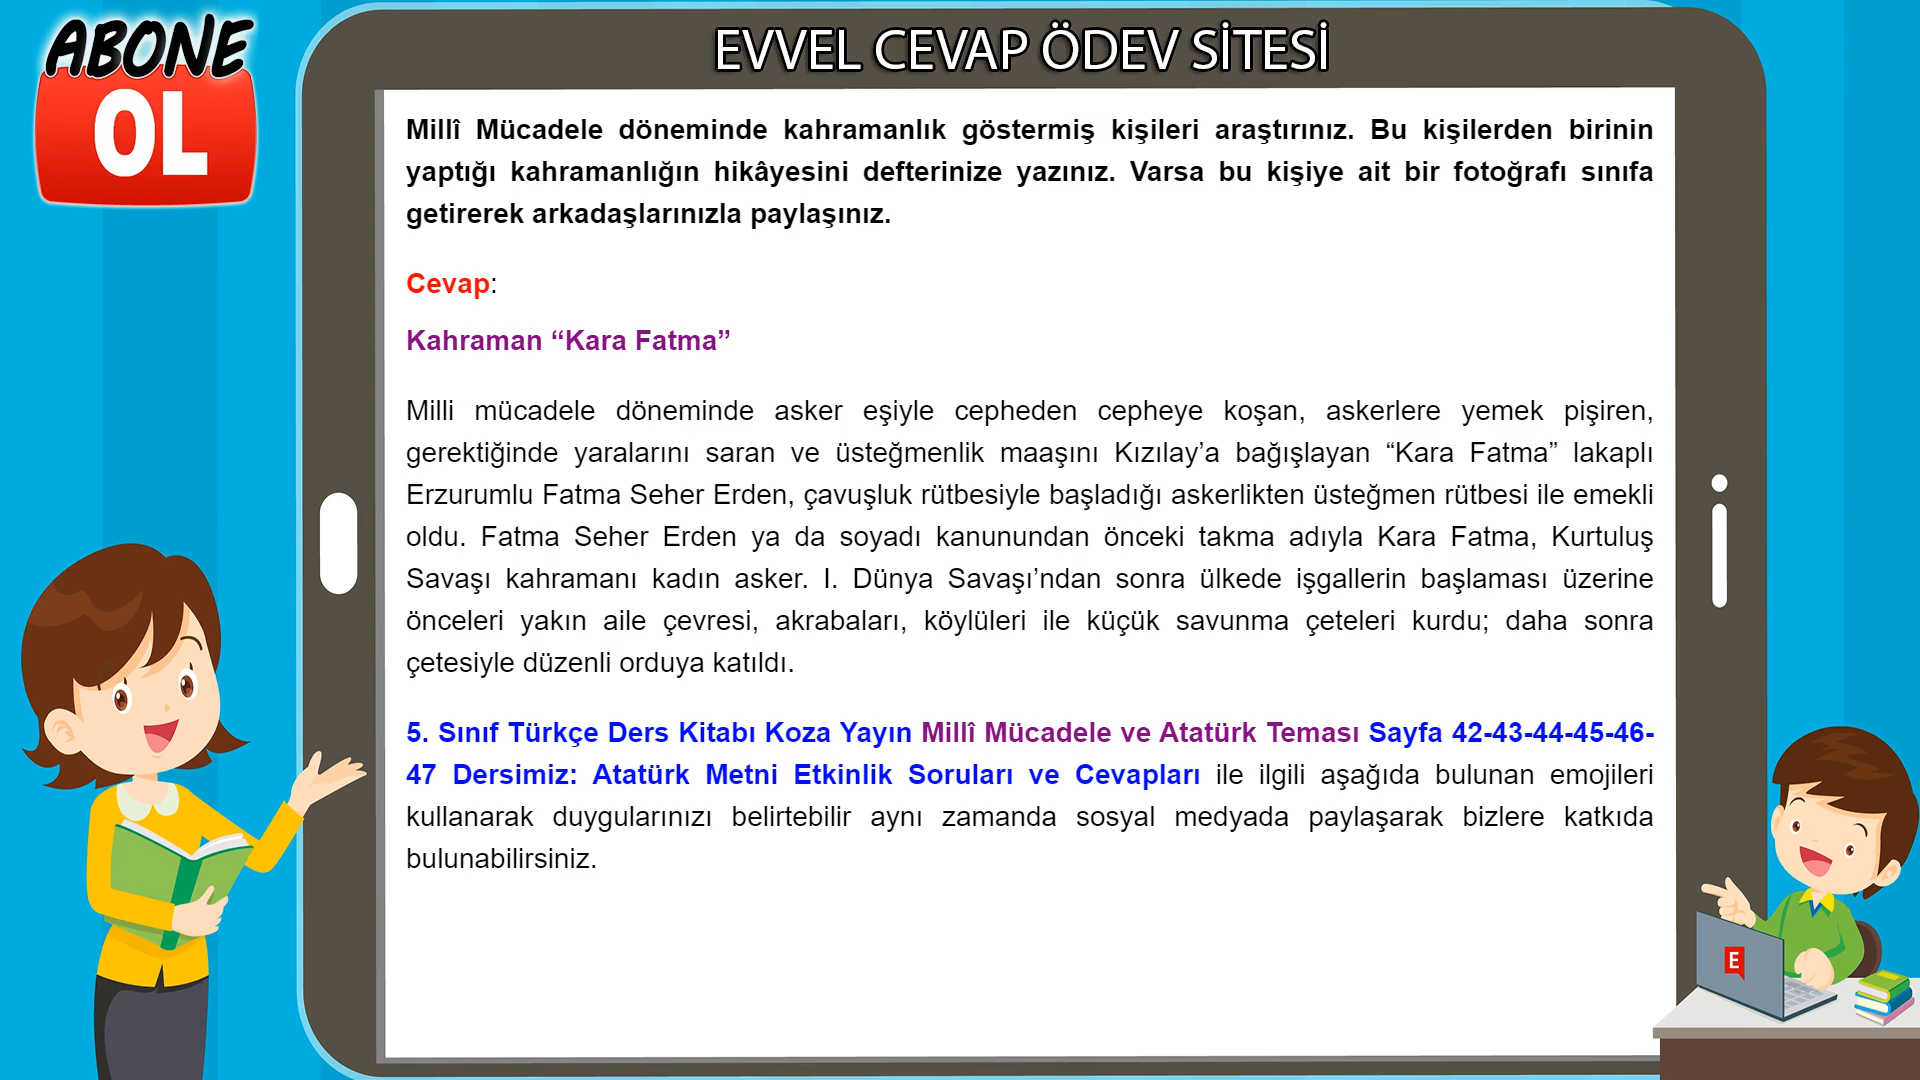 ABONE
OL
EVVEL CEVAP ÖDEV SİTESİ
Millî Mücadele döneminde kahramanlık göstermiş kişileri araştırınız. Bu kişilerden birinin
yaptığı kahramanlığın hikâyesini defterinize yazınız. Varsa bu kişiye ait bir fotoğrafı sınıfa
getirerek arkadaşlarınızla paylaşınız.
Cevap:
Kahraman “Kara Fatma”
Milli mücadele döneminde asker eşiyle cepheden cepheye koşan, askerlere yemek pişiren,
gerektiğinde yaralarını saran ve üsteğmenlik maaşını Kızılay’a bağışlayan “Kara Fatma” lakaplı
Erzurumlu Fatma Seher Erden, çavuşluk rütbesiyle başladığı askerlikten üsteğmen rütbesi ile emekli
oldu. Fatma Seher Erden ya da soyadı kanunundan önceki takma adıyla Kara Fatma, Kurtuluş
Savaşı kahramanı kadın asker. I. Dünya Savaşı’ndan sonra ülkede işgallerin başlaması üzerine
önceleri yakın aile çevresi, akrabaları, köylüleri ile küçük savunma çeteleri kurdu; daha sonra
çetesiyle düzenli orduya katıldı.
5. Sınıf Türkçe Ders Kitabı Koza Yayın Millî Mücadele ve Atatürk Teması Sayfa 42-43-44-45-46-
47 Dersimiz: Atatürk Metni Etkinlik Soruları ve Cevapları ile ilgili aşağıda bulunan emojileri
kullanarak duygularınızı belirtebilir aynı zamanda sosyal medyada paylaşarak bizlere katkıda
bulunabilirsiniz.
E